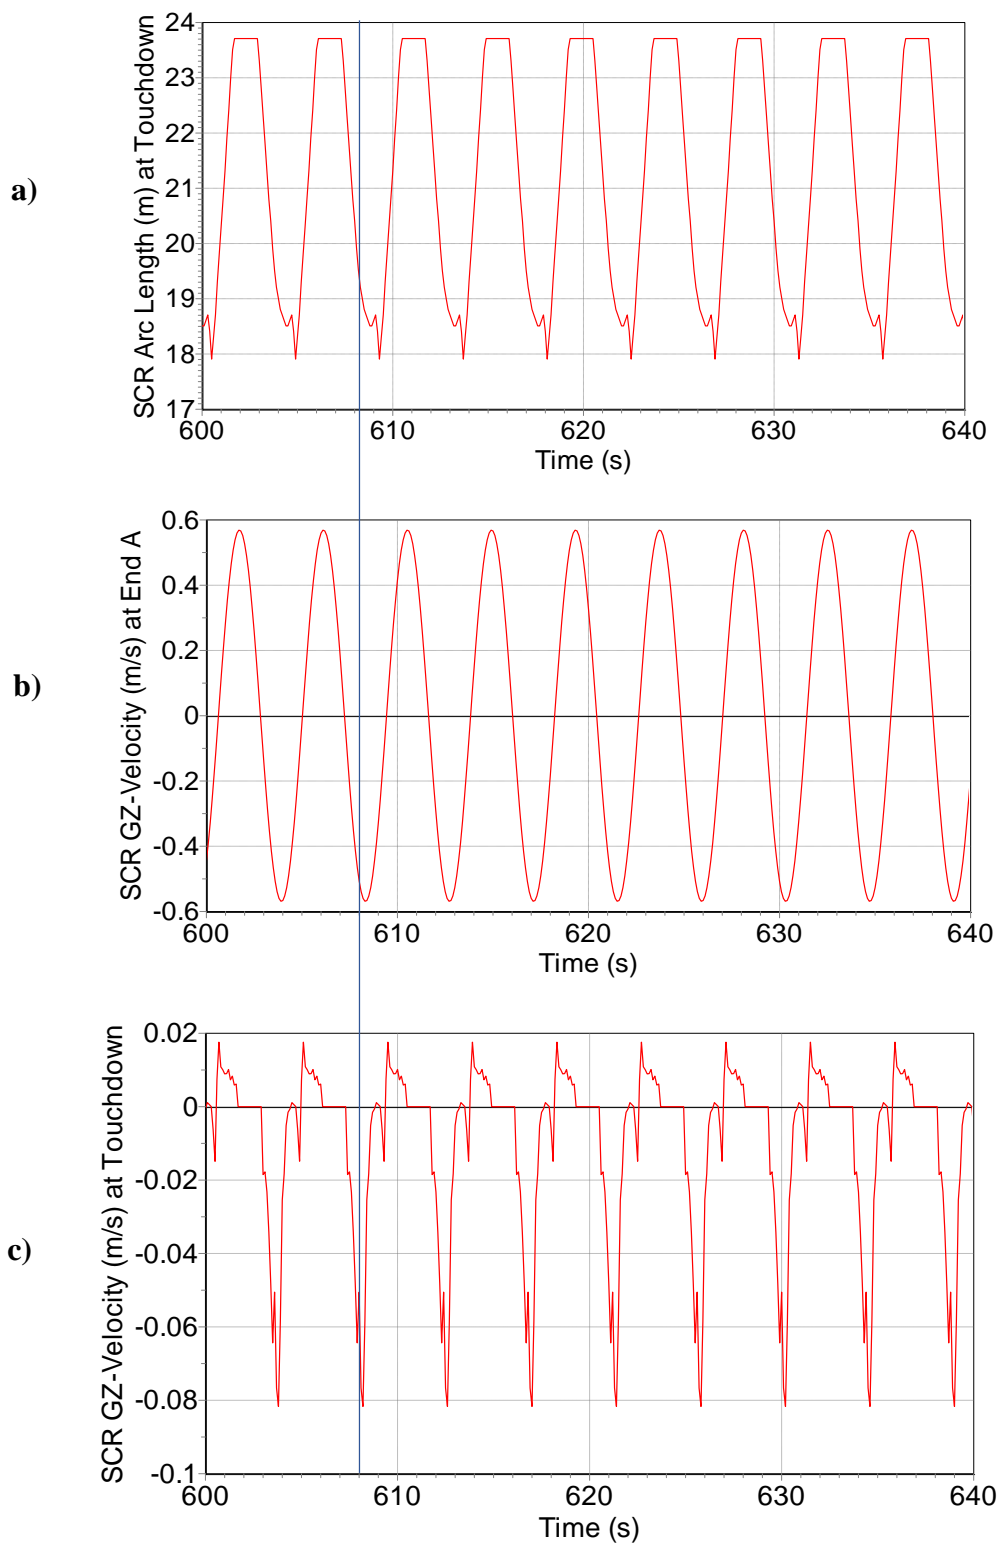 a)
SCR Arc Length (m) at Touchdown
24
23
22
21
20
19
18
17
600 610 620 630 640
Time (s)
b)
SCR GZ-Velocity (m/s) at End A
0.6
0.4
0.2
0
-0.2
-0.4
-0.6
600 610 620 630 640
Time (s)
c)
SCR GZ-Velocity (m/s) at Touchdown
0.02
0
-0.02
-0.04
-0.06
-0.08
-0.1
600 610 620 630 640
Time (s)